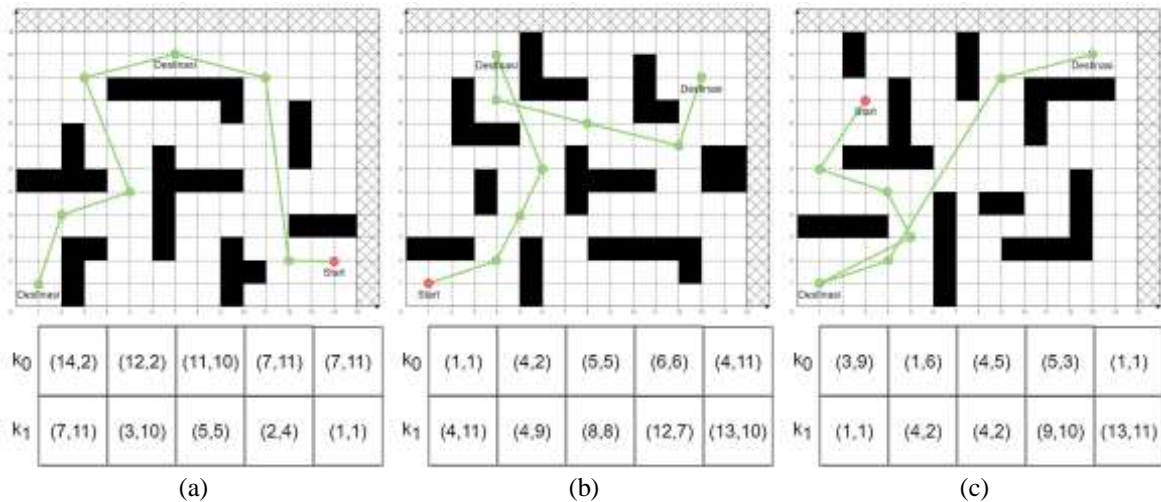 Destinasi
Start
Destinasi
Destinasi
Destinasi
Start
Destinasi
Start
Destinasi
k0 (14,2) (12,2) (11,10) (7,11) (7,11)
k1 (7,11) (3,10) (5,5) (2,4) (1,1)
k0 (1,1) (4,2) (5,5) (6,6) (4,11)
k1 (4,11) (4,9) (8,8) (12,7) (13,10)
k0 (3,9) (1,6) (4,5) (5,3) (1,1)
k1 (1,1) (4,2) (4,2) (9,10) (13,11)
(a) (b) (c)